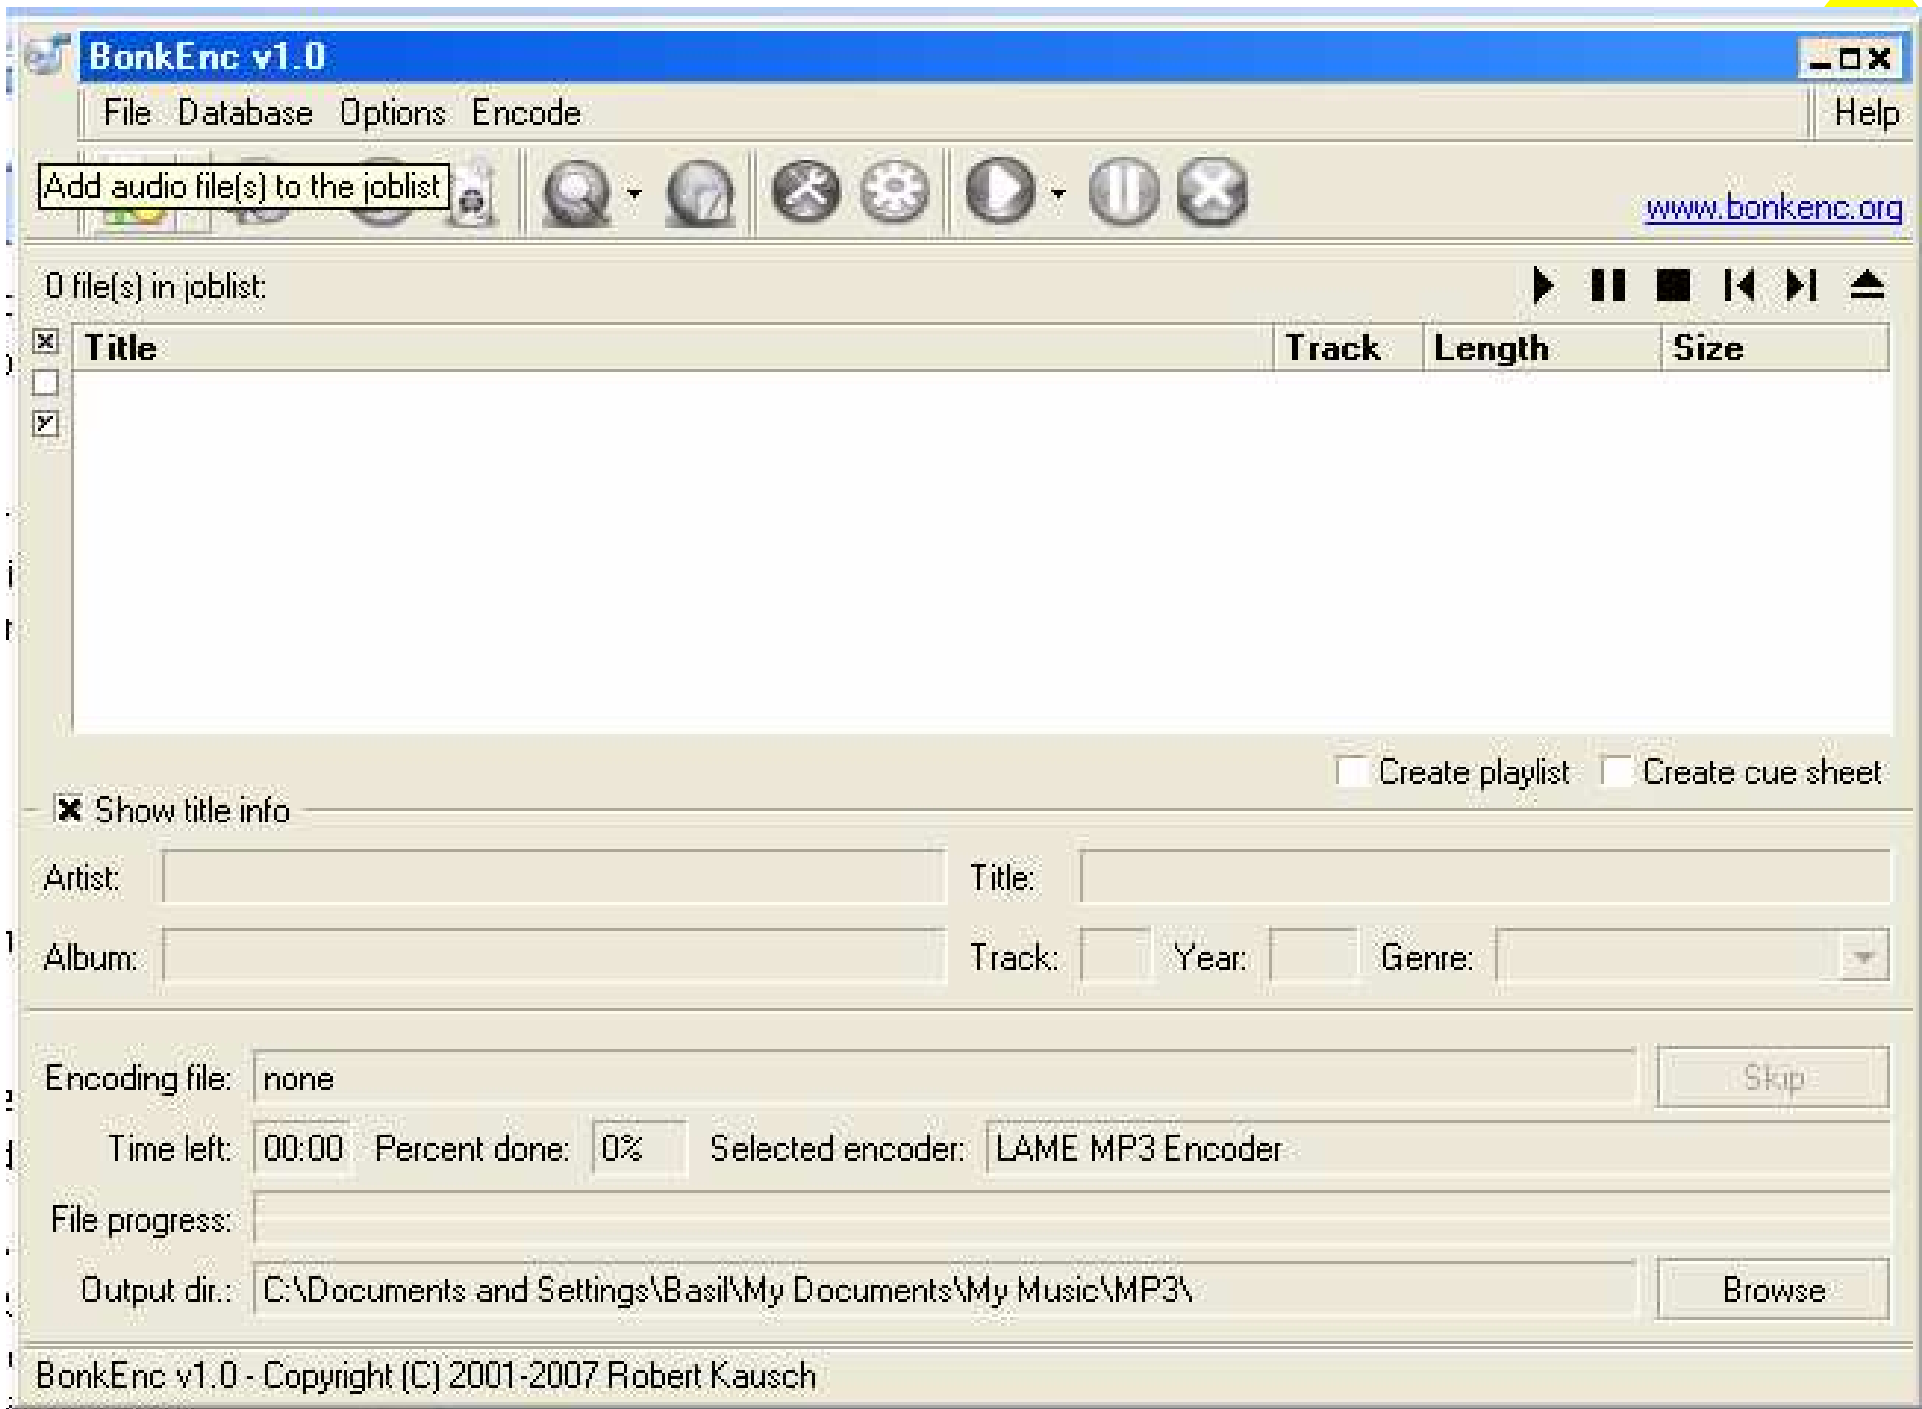 BonkEnc v1.0
File Database Options Encode Help
Add audio file(s) to the joblist
www.bonkenc.org
0 file(s) in joblist:
Title Track Length Size
Create playlist Create cue sheet
Show title info
Artist: Title:
Album: Track: Year: Genre:
Encoding file: none Skip
Time left: 00:00 Percent done: 0% Selected encoder: LAME MP3 Encoder
File progress:
Output dir.: C:\Documents and Settings\Basil\My Documents\My Music\MP3\ Browse
BonkEnc v1.0 - Copyright (C) 2001-2007 Robert Kausch